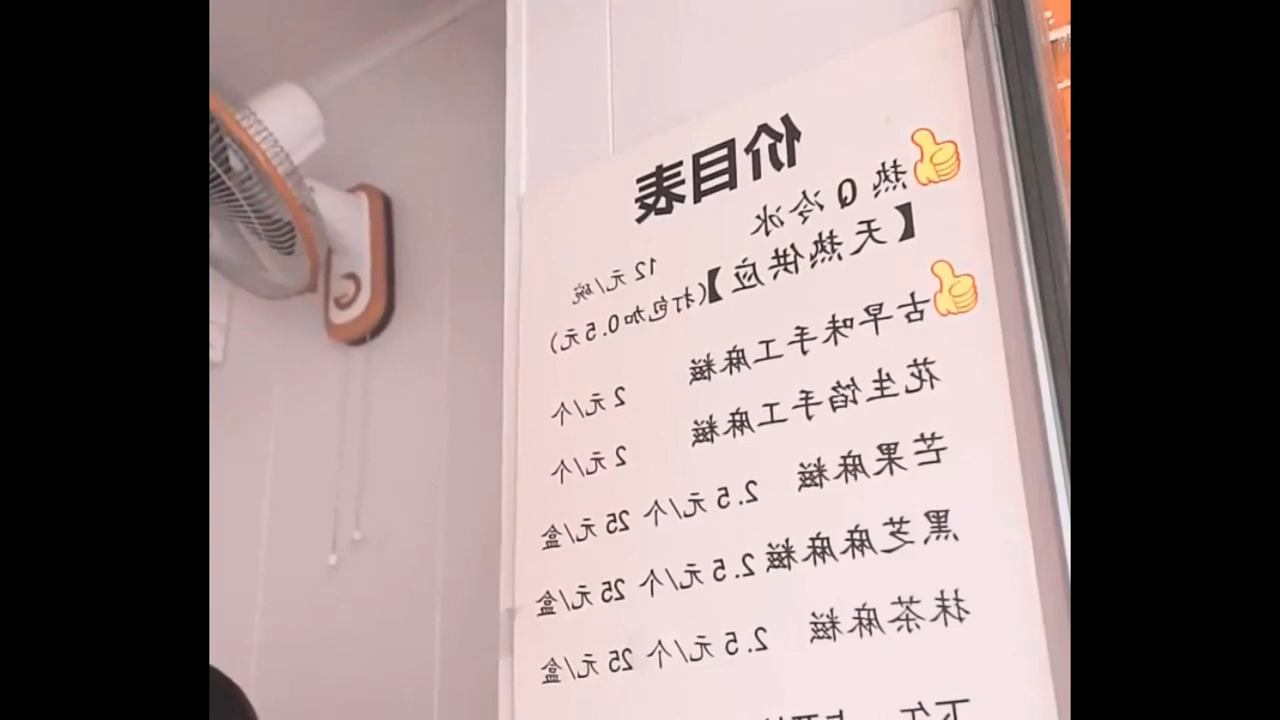 价目表
热Q冷冰
【天热供应】(打包加0.5元) 12元/碗
古早味手工麻糍 2元/个
花生馅手工麻糍 2元/个
芒果麻糍 2.5元/个 25元/盒
黑芝麻麻糍 2.5元/个 25元/盒
抹茶麻糍 2.5元/个 25元/盒
下午